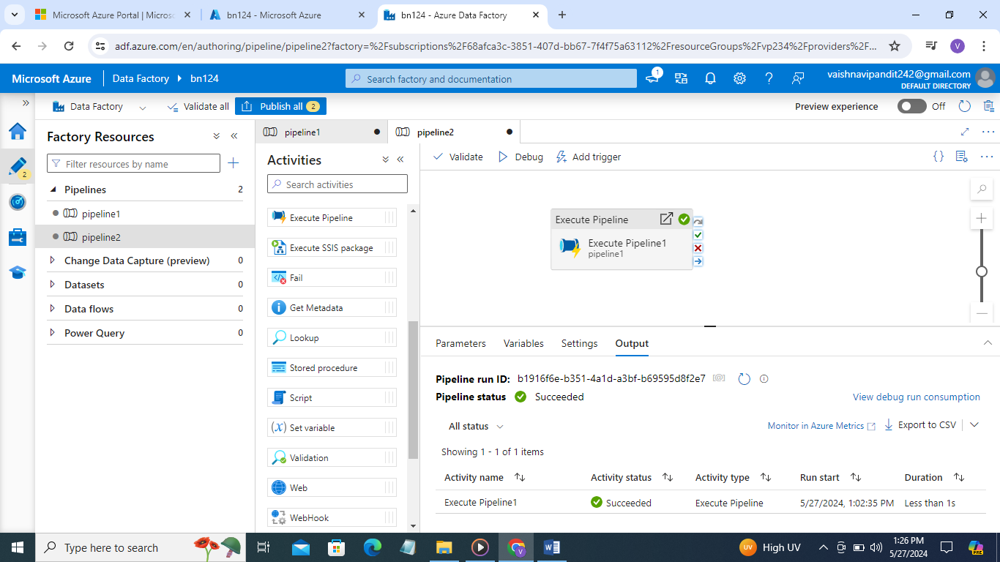 Microsoft Azure Portal | Microsc
bn124 - Microsoft Azure
bn124 - Azure Data Factory
adf.azure.com/en/authoring/pipeline/pipeline2?factory=%2Fsubscriptions%2F68afca3c-3851-407d-bb67-7f4f75a63112%2FresourceGroups%2Fvp234%2Fproviders%2F...
V
Microsoft Azure
Data Factory
bn124
Search factory and documentation
1
vaishnavipandit242@gmail.com
DEFAULT DIRECTORY
Data Factory
Validate all
Publish all 2
Preview experience
Off
2
Factory Resources
Filter resources by name
Pipelines 2
pipeline1
pipeline2
Change Data Capture (preview) 0
Datasets 0
Data flows 0
Power Query 0
pipeline1
pipeline2
Activities
Search activities
Execute Pipeline
Execute SSIS package
Fail
Get Metadata
Lookup
Stored procedure
Script
Set variable
Validation
Web
WebHook
Validate
Debug
Add trigger
Execute Pipeline
Execute Pipeline1
pipeline1
Parameters
Variables
Settings
Output
Pipeline run ID: b1916f6e-b351-4a1d-a3bf-b69595d8f2e7
Pipeline status Succeeded
View debug run consumption
All status
Monitor in Azure Metrics
Export to CSV
Showing 1 - 1 of 1 items
Activity name Activity status Activity type Run start Duration
Execute Pipeline1 Succeeded Execute Pipeline 5/27/2024, 1:02:35 PM Less than 1s
Type here to search
UV High UV
1:26 PM
5/27/2024
PRE